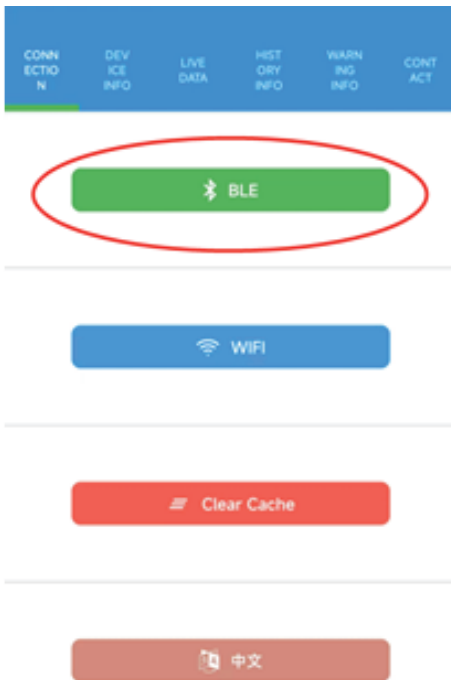 CONN
ECTIO
N
DEV
ICE
INFO
LIVE
DATA
HIST
ORY
INFO
WARN
ING
INFO
CONT
ACT
BLE
WIFI
Clear Cache
中文